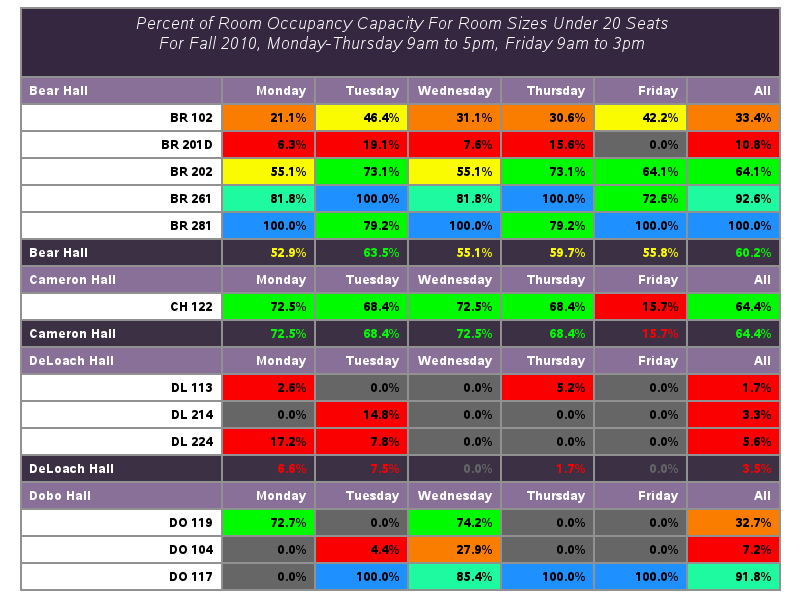 Percent of Room Occupancy Capacity For Room Sizes Under 20 Seats
For Fall 2010, Monday-Thursday 9am to 5pm, Friday 9am to 3pm
Bear Hall Monday Tuesday Wednesday Thursday Friday All
BR 102 21.1% 46.4% 31.1% 30.6% 42.2% 33.4%
BR 201D 6.3% 19.1% 7.6% 15.6% 0.0% 10.8%
BR 202 55.1% 73.1% 55.1% 73.1% 64.1% 64.1%
BR 261 81.8% 100.0% 81.8% 100.0% 72.6% 92.6%
BR 281 100.0% 79.2% 100.0% 79.2% 100.0% 100.0%
Bear Hall 52.9% 63.5% 55.1% 59.7% 55.8% 60.2%
Cameron Hall Monday Tuesday Wednesday Thursday Friday All
CH 122 72.5% 68.4% 72.5% 68.4% 15.7% 64.4%
Cameron Hall 72.5% 68.4% 72.5% 68.4% 15.7% 64.4%
DeLoach Hall Monday Tuesday Wednesday Thursday Friday All
DL 113 2.6% 0.0% 0.0% 5.2% 0.0% 1.7%
DL 214 0.0% 14.8% 0.0% 0.0% 0.0% 3.3%
DL 224 17.2% 7.8% 0.0% 0.0% 0.0% 5.6%
DeLoach Hall 6.6% 7.5% 0.0% 1.7% 0.0% 3.5%
Dobo Hall Monday Tuesday Wednesday Thursday Friday All
DO 119 72.7% 0.0% 74.2% 0.0% 0.0% 32.7%
DO 104 0.0% 4.4% 27.9% 0.0% 0.0% 7.2%
DO 117 0.0% 100.0% 85.4% 100.0% 100.0% 91.8%